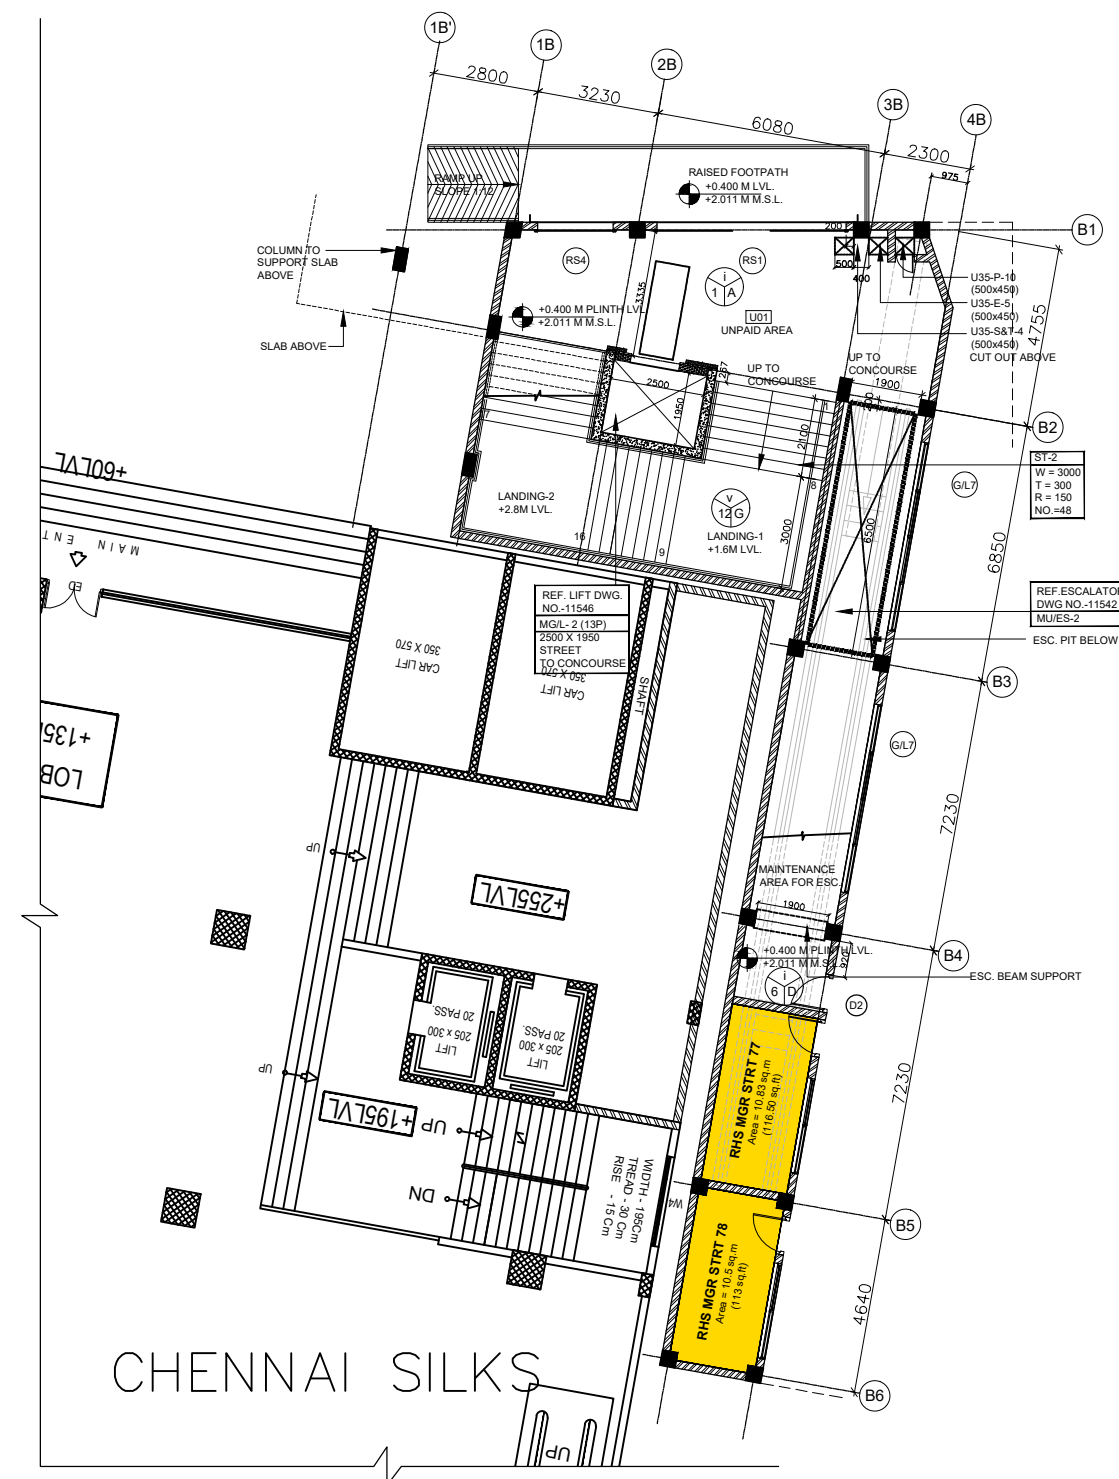 1B'
1B
2B
3B
4B
2800
3230
6080
2300
975
RAMP UP
SLOPE 1:12
RAISED FOOTPATH
+0.400 M LVL.
+2.011 M M.S.L.
B1
200
COLUMN TO
SUPPORT SLAB
ABOVE
RS4
RS1
500
400
U35-P-10
(500x450)
U35-E-5
(500x450)
U35-S&T-4
(500x450)
CUT OUT ABOVE
4755
i
1 A
3335
+0.400 M PLINTH LVL.
+2.011 M M.S.L.
U01
UNPAID AREA
SLAB ABOVE
UP TO
CONCOURSE
UP TO
CONCOURSE
257
2500
1950
1900
200
2100
1
8
B2
ST-2
W = 3000
T = 300
R = 150
NO.=48
G/L7
+60LVL
LANDING-2
+2.8M LVL.
v
12 G
LANDING-1
+1.6M LVL.
16
9
3000
6500
6850
MAIN ENT
ED
REF. LIFT DWG.
NO.-11546
MG/L- 2 (13P)
2500 X 1950
STREET
TO CONCOURSE
REF.ESCALATO
DWG NO.-11542
MU/ES-2
ESC. PIT BELOW
CAR LIFT
350 X 570
CAR LIFT
350 X 570
SHAFT
B3
+135
LOB
G/L7
7230
UP
+255LVL
MAINTENANCE
AREA FOR ESC.
1900
+0.400 M PLINTH LVL.
+2.011 M M.S.L.
920
B4
ESC. BEAM SUPPORT
i
6 D
D2
LIFT
205 x 300
20 PASS.
LIFT
205 x 300
20 PASS.
UP
+195LVL
UP
DN
RHS MGR STRT 77
Area = 10.83 sq.m
(116.50 sq.ft)
7230
WIDTH - 195Cm
TREAD - 30 Cm
RISE - 15 Cm
W4
B5
RHS MGR STRT 78
Area = 10.5 sq.m
(113 sq.ft)
4640
CHENNAI SILKS
B6
UP